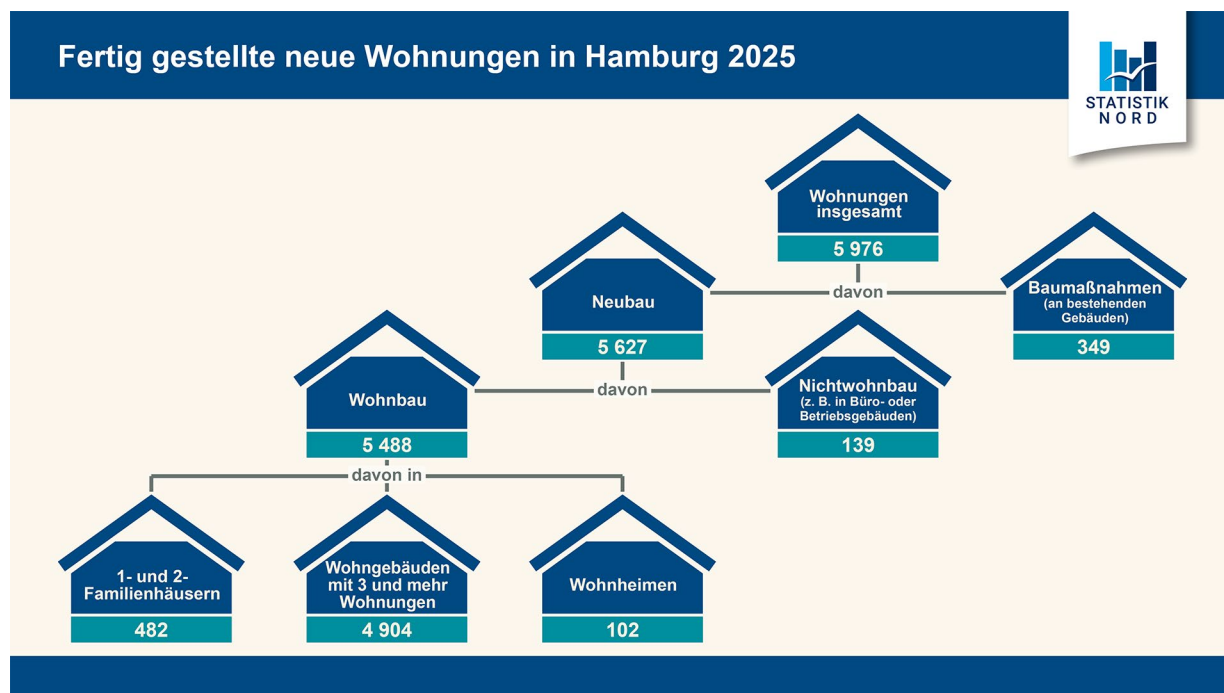 Fertig gestellte neue Wohnungen in Hamburg 2025
STATISTIK
NORD
Wohnungen
insgesamt
5 976
davon
Neubau
5 627
Baumaßnahmen
(an bestehenden
Gebäuden)
349
davon
Wohnbau
5 488
Nichtwohnbau
(z. B. in Büro- oder
Betriebsgebäuden)
139
davon in
1- und 2-
Familienhäusern
482
Wohngebäuden
mit 3 und mehr
Wohnungen
4 904
Wohnheimen
102